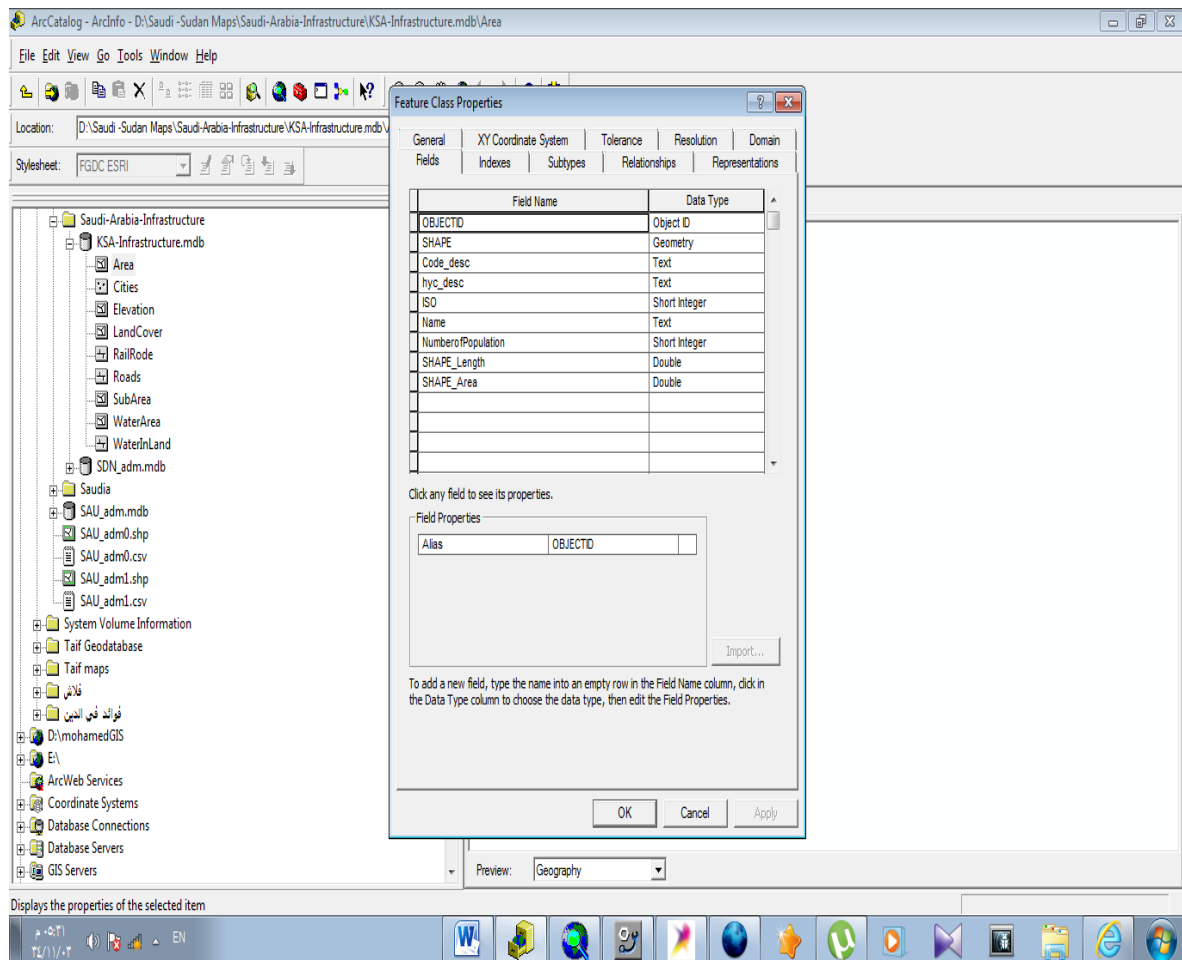 ArcCatalog - ArcInfo - D:\Saudi -Sudan Maps\Saudi-Arabia-Infrastructure\KSA-Infrastructure.mdb\Area
File Edit View Go Tools Window Help
Location: D:\Saudi -Sudan Maps\Saudi-Arabia-Infrastructure\KSA-Infrastructure.mdb\
Stylesheet: FGDC ESRI
Saudi-Arabia-Infrastructure
KSA-Infrastructure.mdb
Area
Cities
Elevation
LandCover
RailRode
Roads
SubArea
WaterArea
WaterInLand
SDN_adm.mdb
Saudia
SAU_adm.mdb
SAU_adm0.shp
SAU_adm0.csv
SAU_adm1.shp
SAU_adm1.csv
System Volume Information
Taif Geodatabase
Taif maps
فلاش
فوائد في الدين
D:\mohamedGIS
E:\
ArcWeb Services
Coordinate Systems
Database Connections
Database Servers
GIS Servers
Feature Class Properties
General XY Coordinate System Tolerance Resolution Domain
Fields Indexes Subtypes Relationships Representations
Field Name Data Type
OBJECTID Object ID
SHAPE Geometry
Code_desc Text
hyc_desc Text
ISO Short Integer
Name Text
NumberofPopulation Short Integer
SHAPE_Length Double
SHAPE_Area Double
Click any field to see its properties.
Field Properties
Alias OBJECTID
Import...
To add a new field, type the name into an empty row in the Field Name column, click in
the Data Type column to choose the data type, then edit the Field Properties.
OK Cancel Apply
Preview: Geography
Displays the properties of the selected item
٠٥:٣١ م
٣٤/١١/٠٣
EN